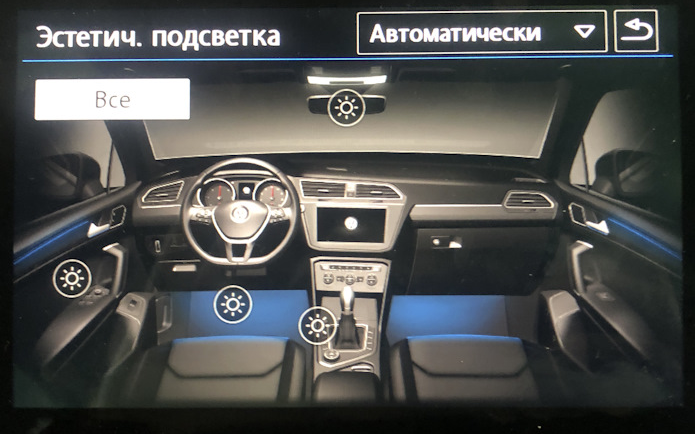 Эстетич. подсветка
Автоматически
Все